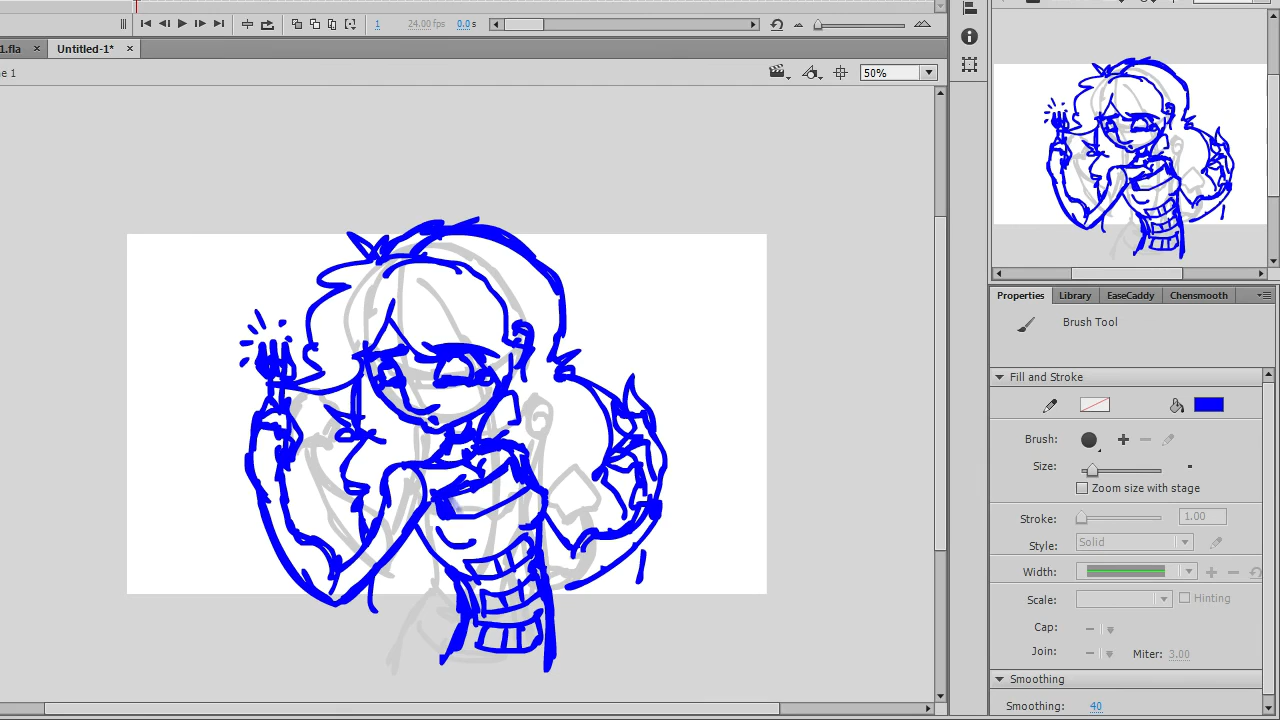 1 24.00 fps 0.0 s
1.fla Untitled-1*
e 1 50%
Properties Library EaseCaddy Chensmooth
Brush Tool
Fill and Stroke
Brush:
Size:
Zoom size with stage
Stroke: 1.00
Style: Solid
Width:
Scale: Hinting
Cap:
Join: Miter: 3.00
Smoothing
Smoothing: 40